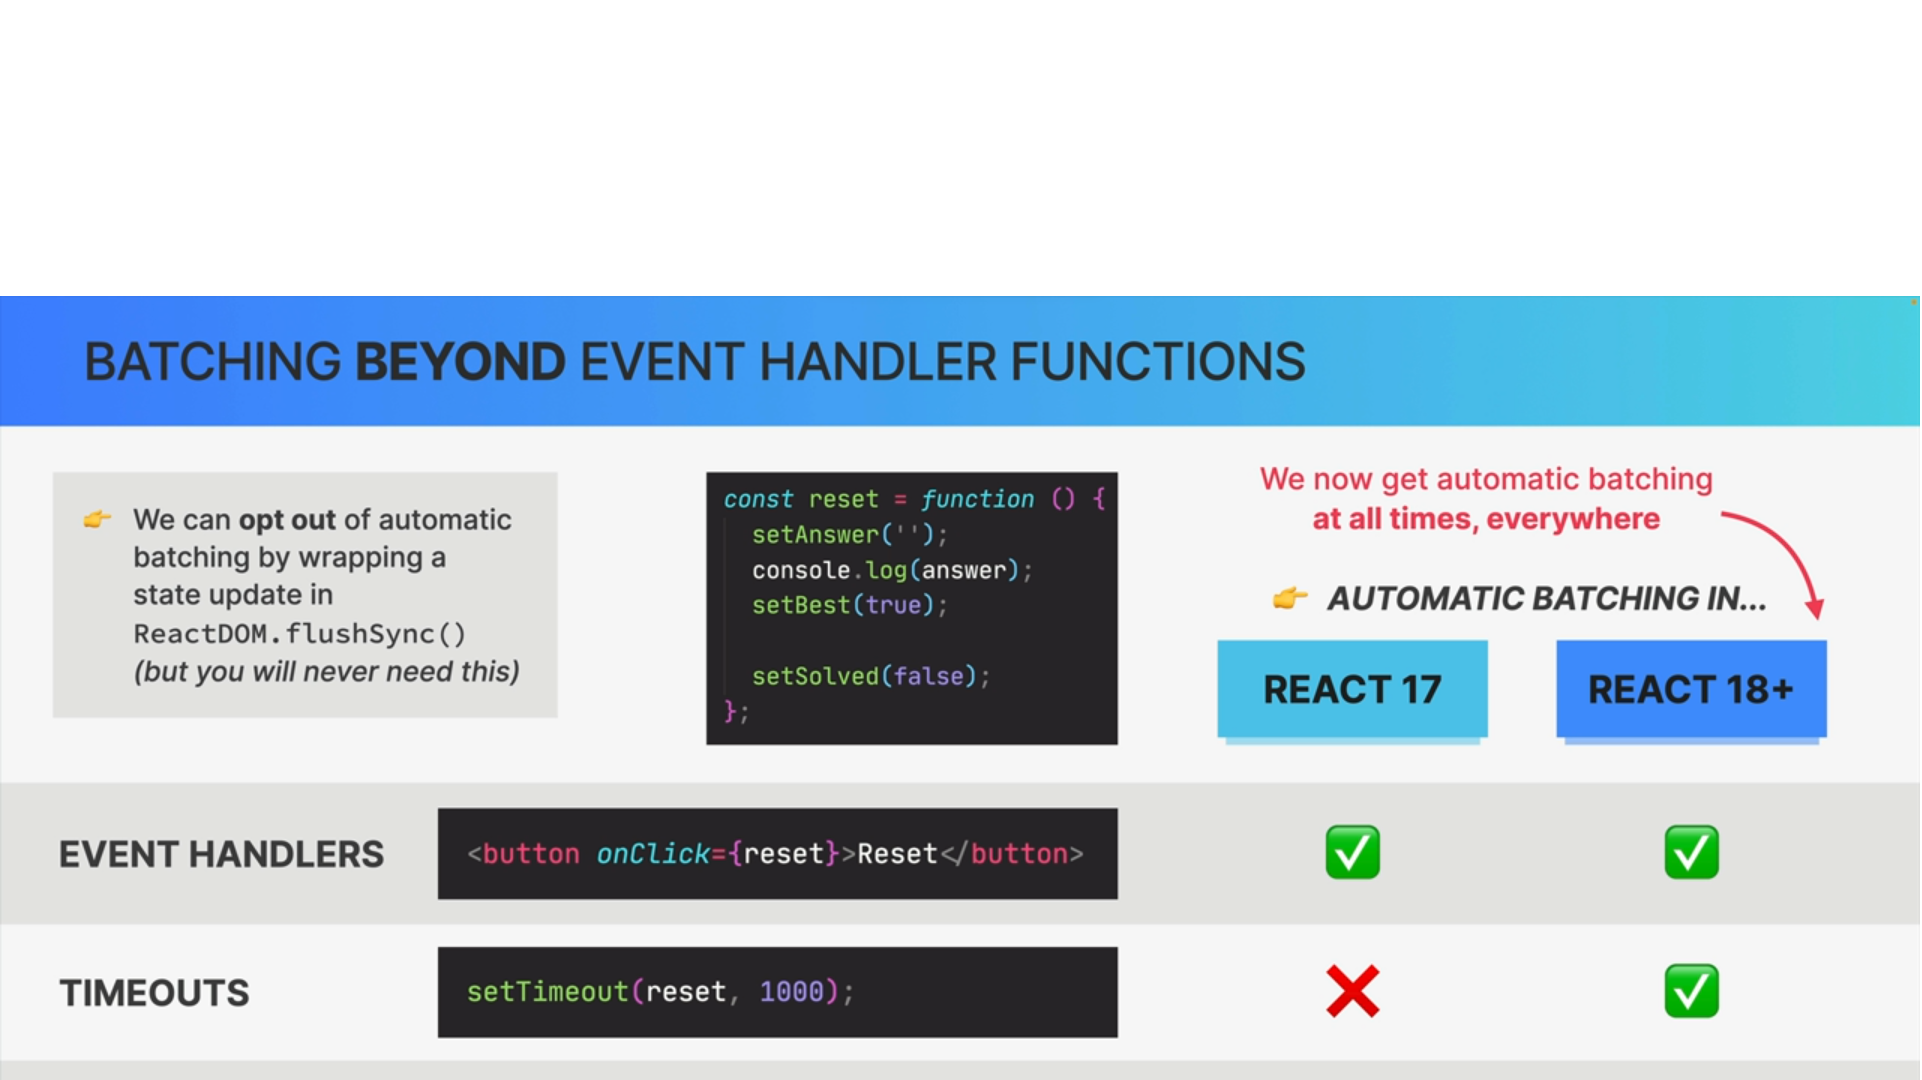 BATCHING BEYOND EVENT HANDLER FUNCTIONS
👉 We can opt out of automatic
batching by wrapping a
state update in
ReactDOM.flushSync()
(but you will never need this)
const reset = function () {
setAnswer('');
console.log(answer);
setBest(true);
setSolved(false);
};
We now get automatic batching
at all times, everywhere
👉 AUTOMATIC BATCHING IN...
REACT 17
REACT 18+
EVENT HANDLERS
<button onClick={reset}>Reset</button>
TIMEOUTS
setTimeout(reset, 1000);